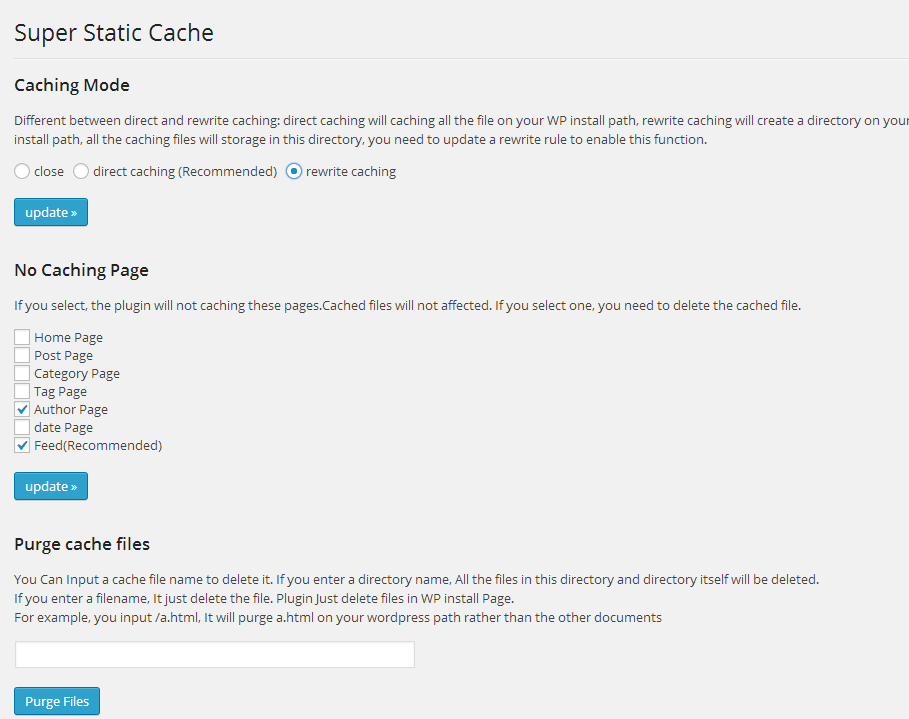 Super Static Cache
Caching Mode
Different between direct and rewrite caching: direct caching will caching all the file on your WP install path, rewrite caching will create a directory on your
install path, all the caching files will storage in this directory, you need to update a rewrite rule to enable this function.
close direct caching (Recommended) rewrite caching
update »
No Caching Page
If you select, the plugin will not caching these pages.Cached files will not affected. If you select one, you need to delete the cached file.
Home Page
Post Page
Category Page
Tag Page
Author Page
date Page
Feed(Recommended)
update »
Purge cache files
You Can Input a cache file name to delete it. If you enter a directory name, All the files in this directory and directory itself will be deleted.
If you enter a filename, It just delete the file. Plugin Just delete files in WP install Page.
For example, you input /a.html, It will purge a.html on your wordpress path rather than the other documents
Purge Files